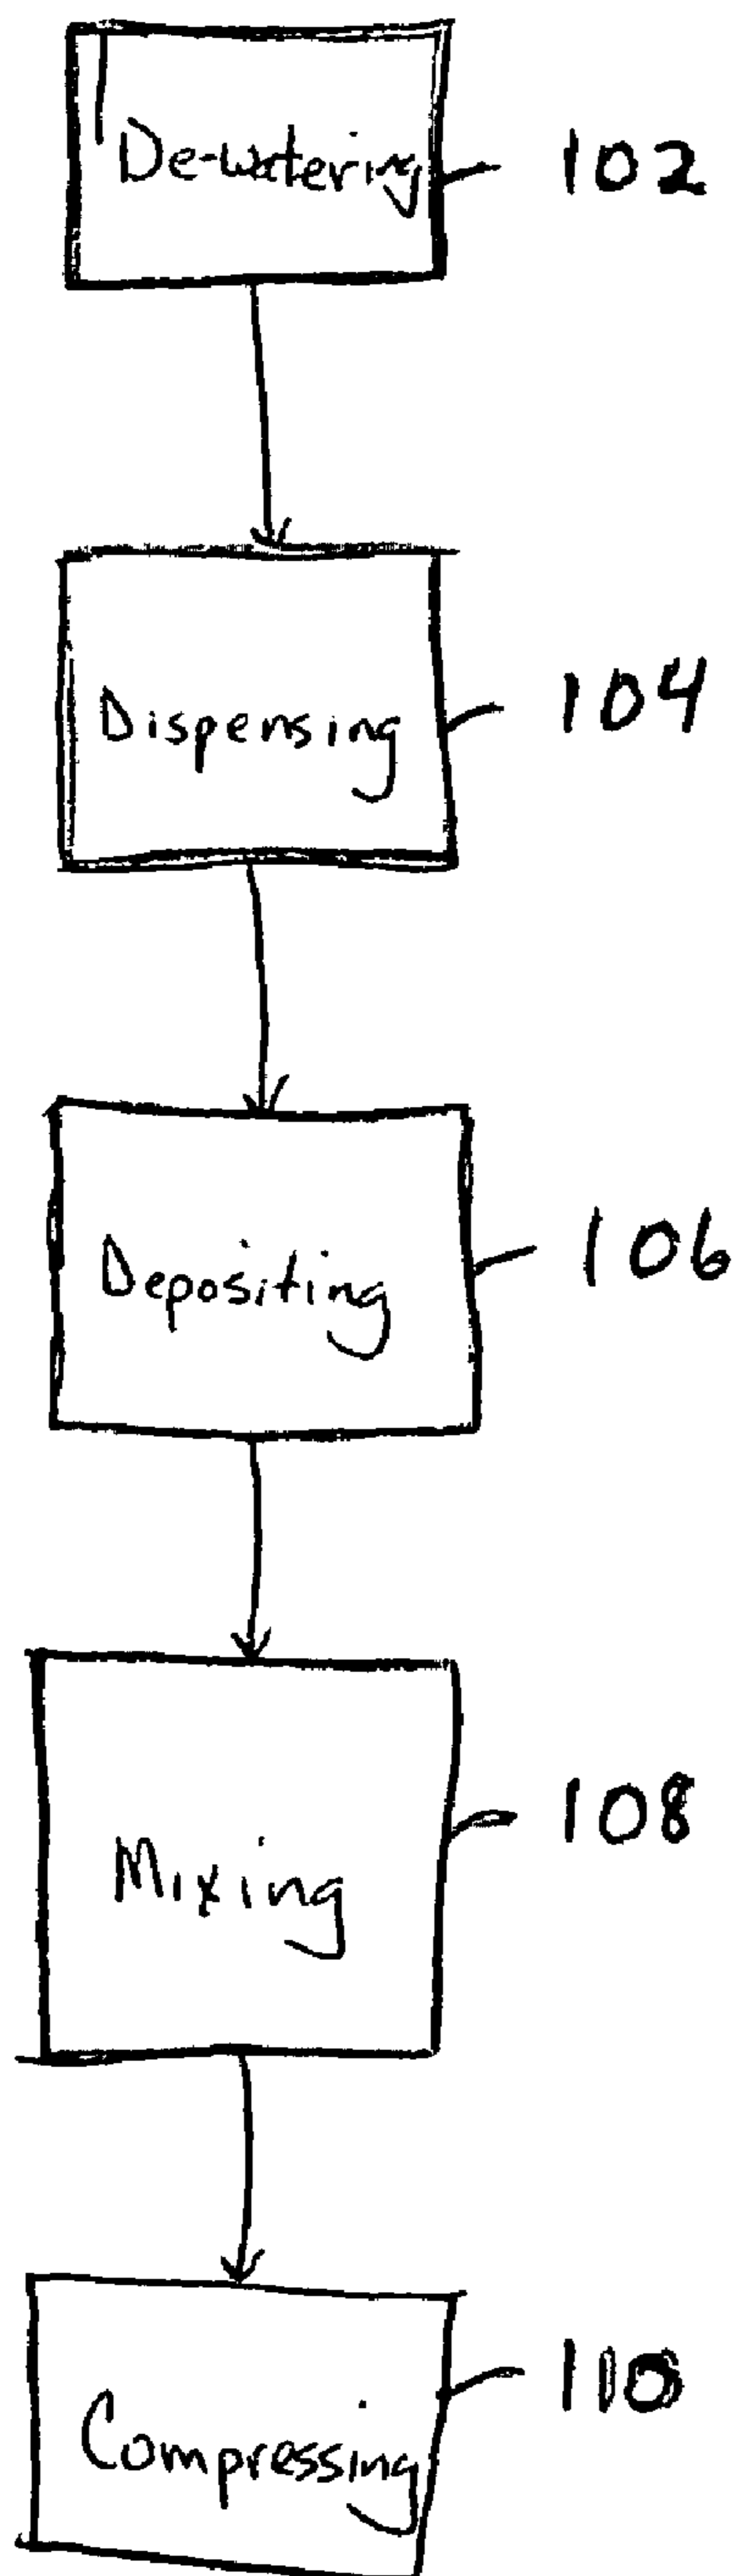 De-watering 102
Dispensing 104
Depositing 106
Mixing 108
Compressing 110